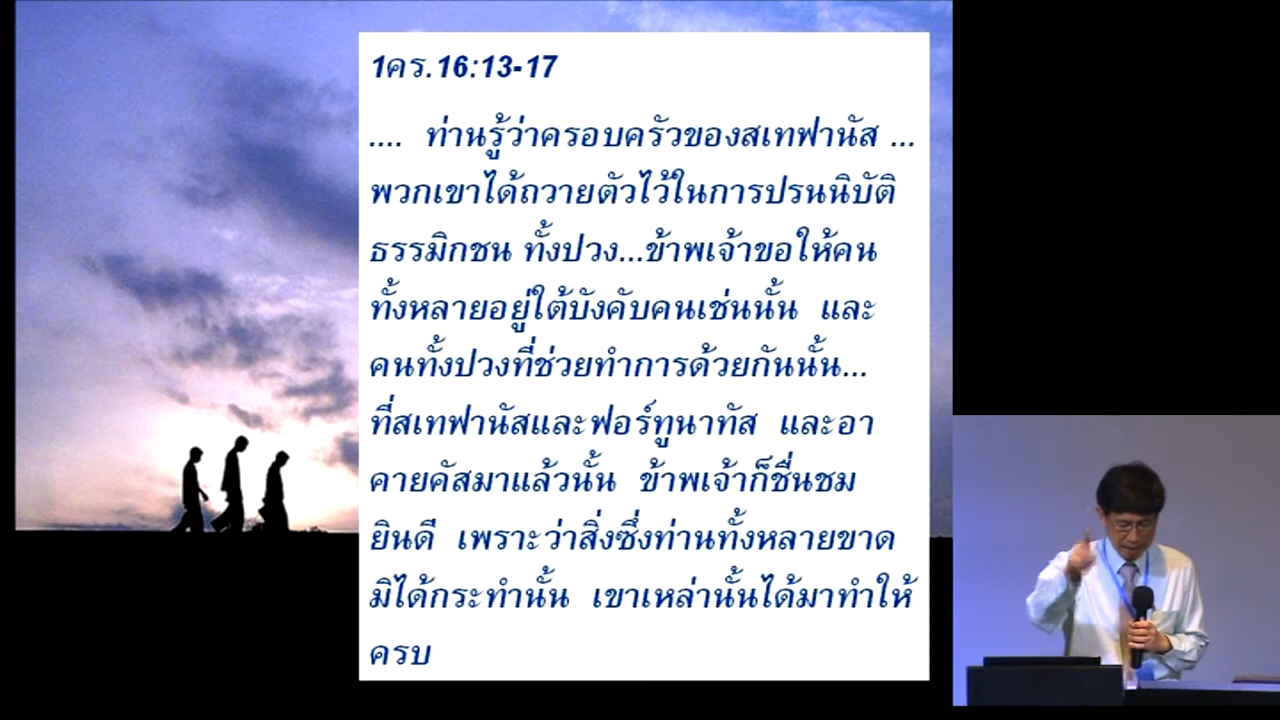 1คร.16:13-17
.... ท่านรู้ว่าครอบครัวของสเทฟานัส ...
พวกเขาได้ถวายตัวไว้ในการปรนนิบัติ
ธรรมิกชน ทั้งปวง...ข้าพเจ้าขอให้คน
ทั้งหลายอยู่ใต้บังคับคนเช่นนั้น และ
คนทั้งปวงที่ช่วยทำการด้วยกันนั้น...
ที่สเทฟานัสและฟอร์ทูนาทัส และอา
คายคัสมาแล้วนั้น ข้าพเจ้าก็ชื่นชม
ยินดี เพราะว่าสิ่งซึ่งท่านทั้งหลายขาด
มิได้กระทำนั้น เขาเหล่านั้นได้มาทำให้
ครบ